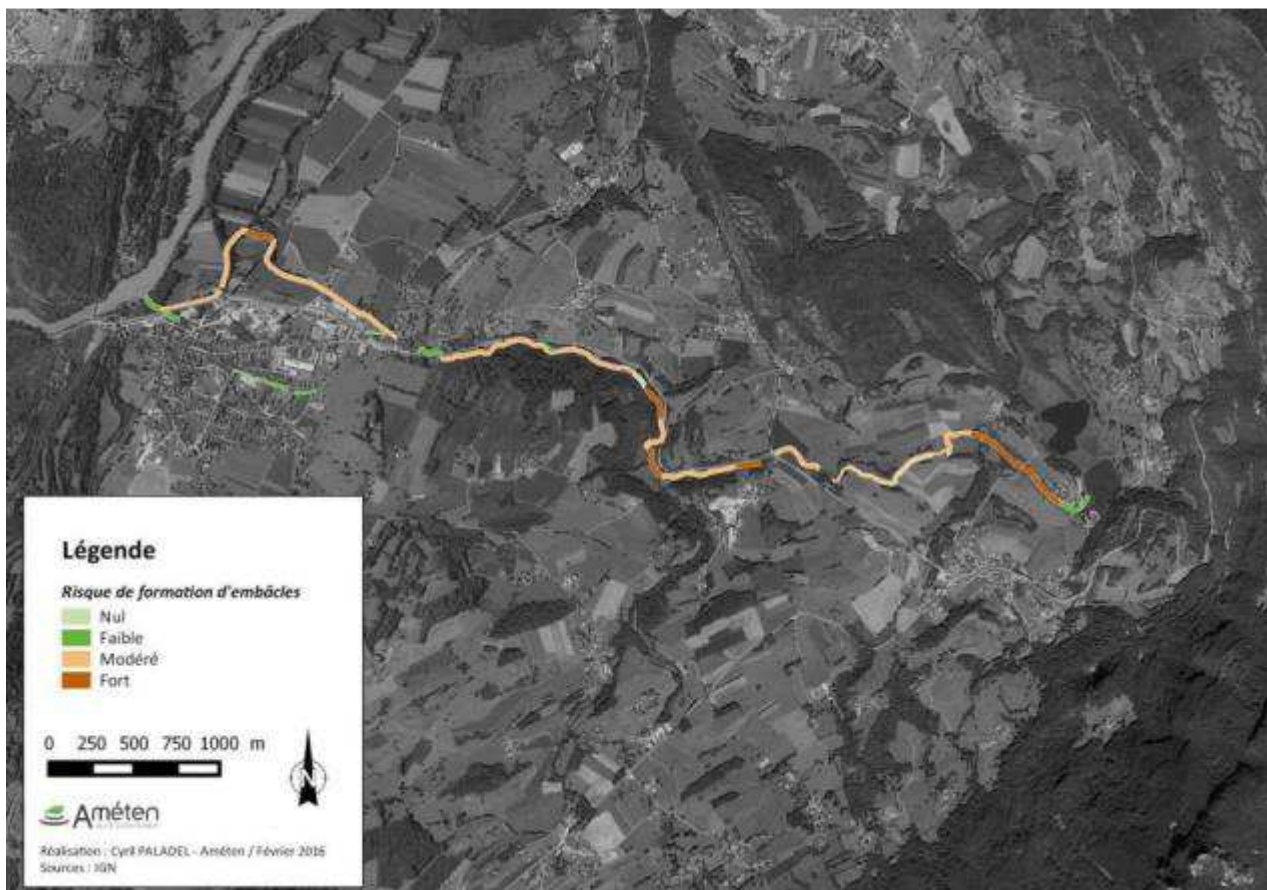 Légende
Risque de formation d'embâcles
Nul
Faible
Modéré
Fort
0 250 500 750 1000 m
N
Améten
Réalisation : Cyril PALADEL - Améten / Février 2016
Sources : IGN